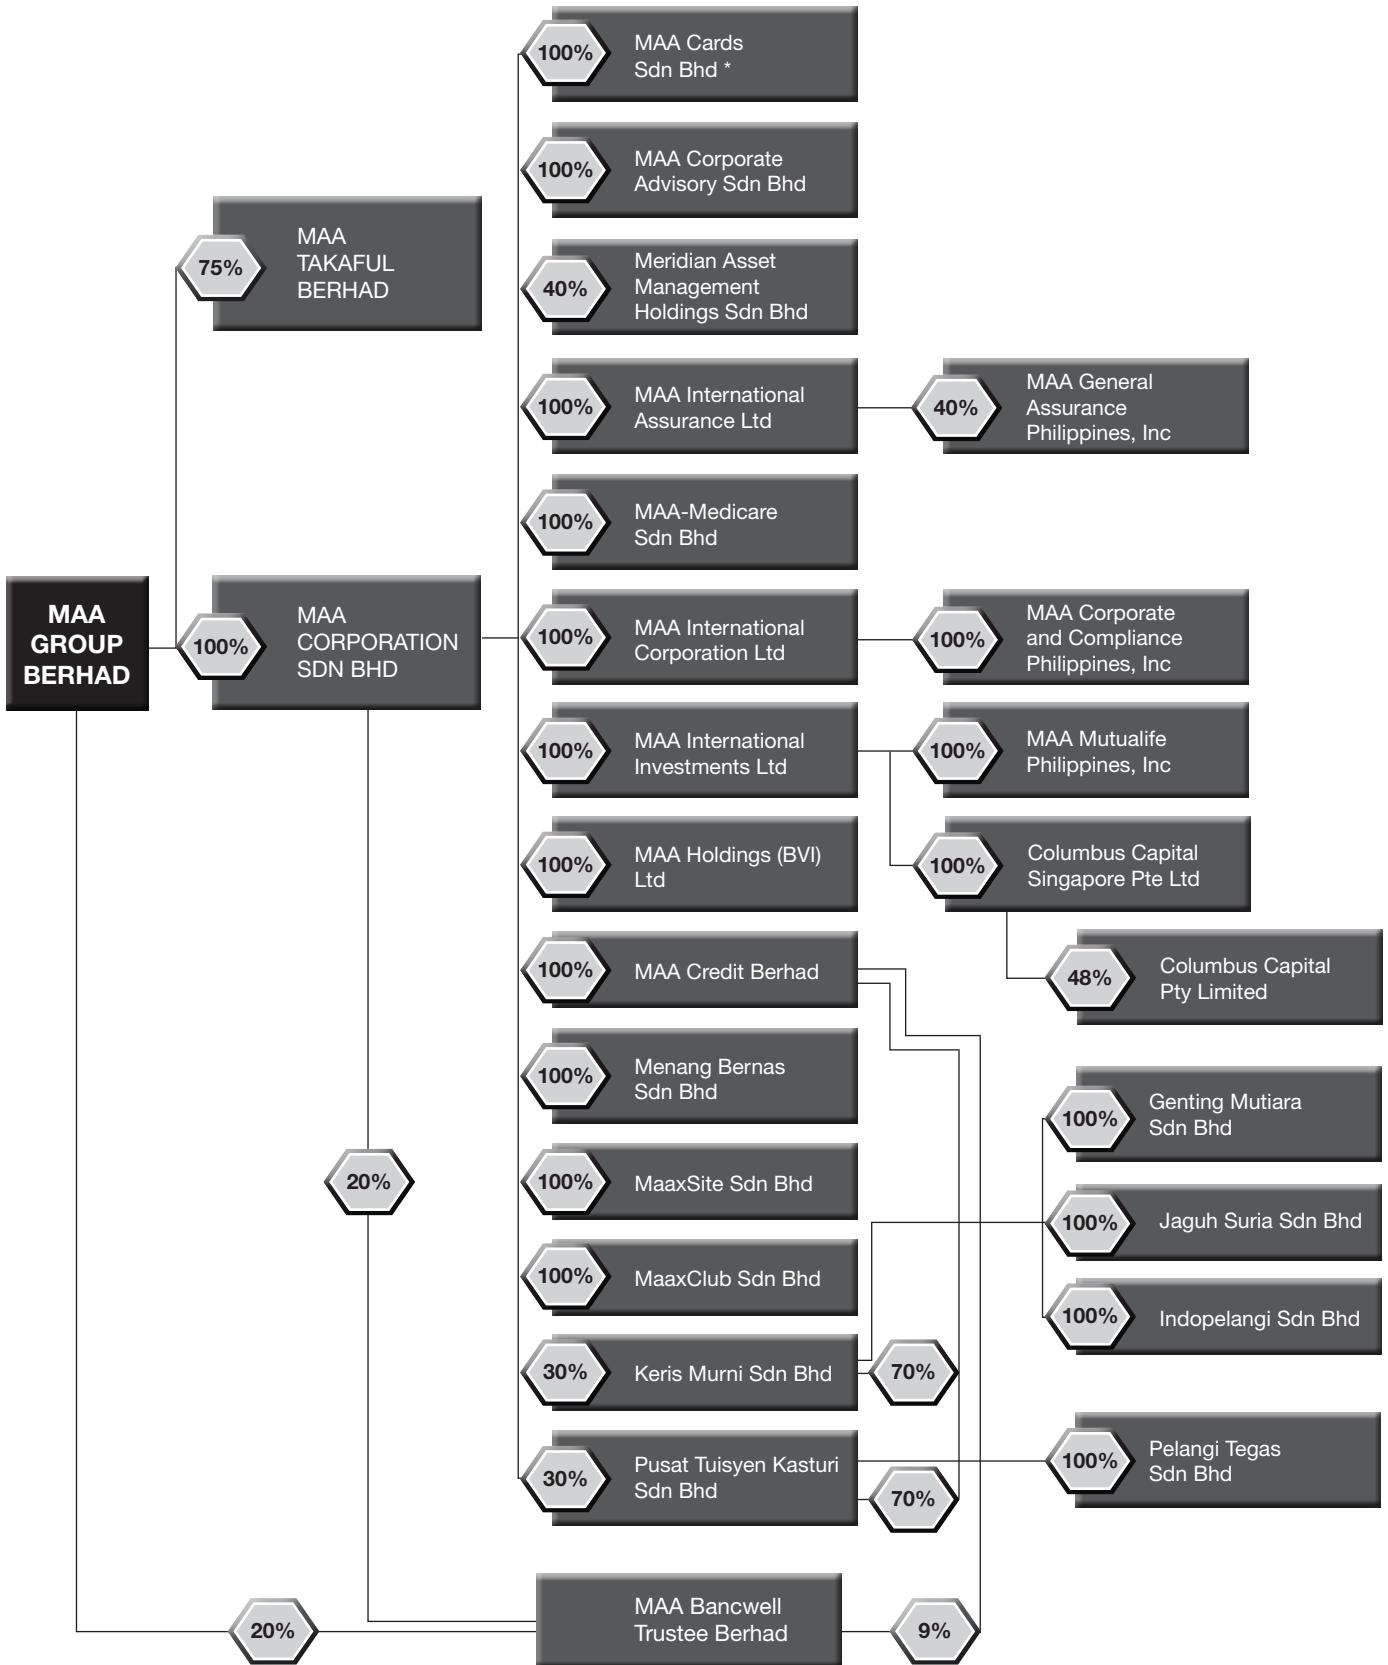 100%
MAA Cards
Sdn Bhd *
100%
MAA Corporate
Advisory Sdn Bhd
75%
MAA
TAKAFUL
BERHAD
40%
Meridian Asset
Management
Holdings Sdn Bhd
100%
MAA International
Assurance Ltd
40%
MAA General
Assurance
Philippines, Inc
100%
MAA-Medicare
Sdn Bhd
MAA
GROUP
BERHAD
100%
MAA
CORPORATION
SDN BHD
100%
MAA International
Corporation Ltd
100%
MAA Corporate
and Compliance
Philippines, Inc
100%
MAA International
Investments Ltd
100%
MAA Mutualife
Philippines, Inc
100%
MAA Holdings (BVI)
Ltd
100%
Columbus Capital
Singapore Pte Ltd
100%
MAA Credit Berhad
48%
Columbus Capital
Pty Limited
100%
Menang Bernas
Sdn Bhd
100%
Genting Mutiara
Sdn Bhd
20%
100%
MaaxSite Sdn Bhd
100%
Jaguh Suria Sdn Bhd
100%
MaaxClub Sdn Bhd
100%
Indopelangi Sdn Bhd
30%
Keris Murni Sdn Bhd
70%
30%
Pusat Tuisyen Kasturi
Sdn Bhd
70%
100%
Pelangi Tegas
Sdn Bhd
20%
MAA Bancwell
Trustee Berhad
9%